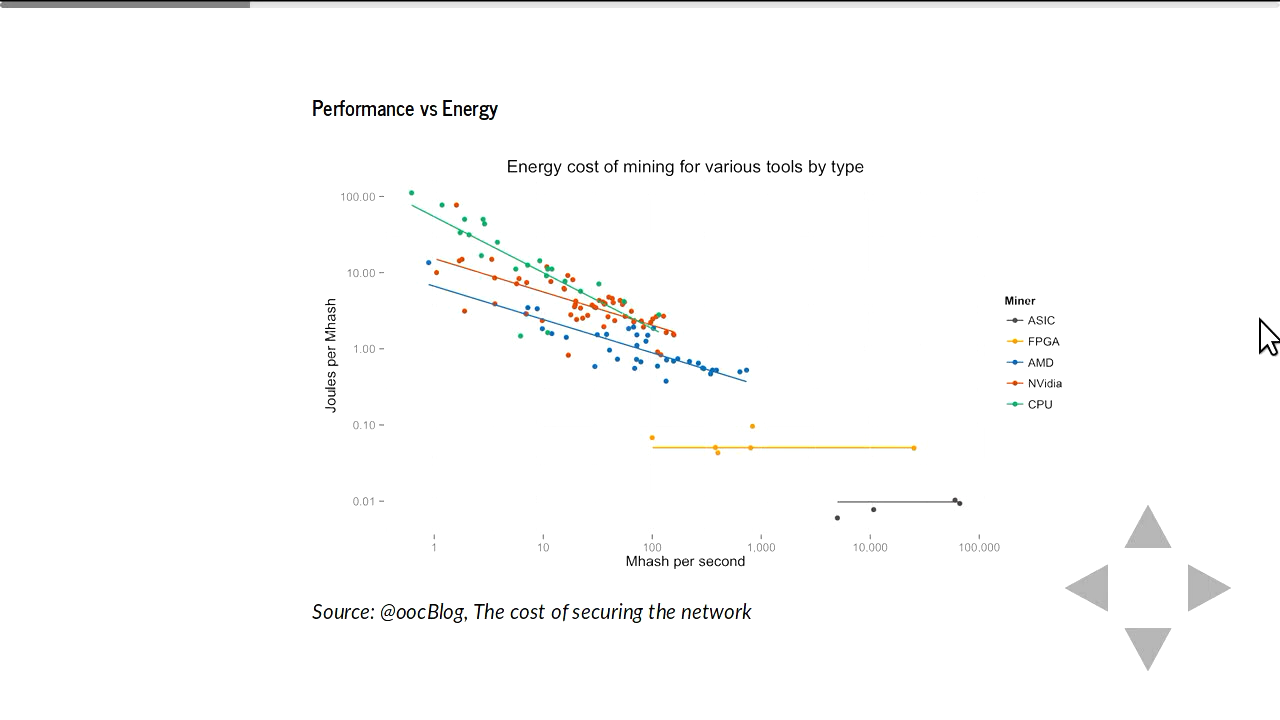 Performance vs Energy
Energy cost of mining for various tools by type
100.00
10.00
1.00
0.10
0.01
Joules per Mhash
1
10
100
1.000
10.000
100.000
Mhash per second
Miner
ASIC
FPGA
AMD
NVidia
CPU
Source: @oocBlog, The cost of securing the network